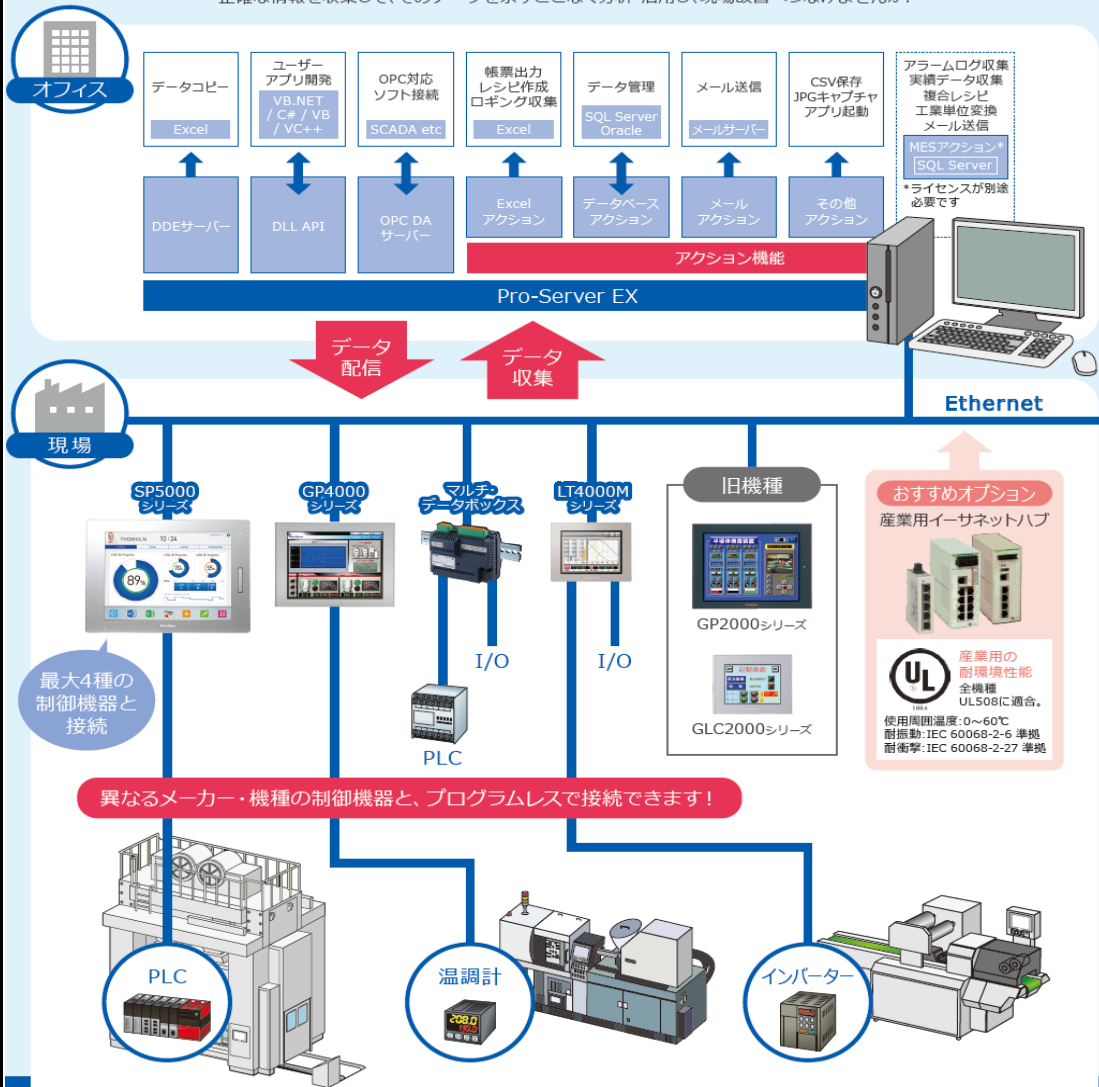 オフィス
データコピー
Excel
ユーザー
アプリ開発
VB.NET
/ C# / VB
/ VC++
OPC対応
ソフト接続
SCADA etc
帳票出力
レシピ作成
ロギング収集
Excel
データ管理
SQL Server
Oracle
メール送信
メールサーバー
CSV保存
JPGキャプチャ
アプリ起動
アラームログ収集
実績データ収集
複合レシピ
工業単位変換
メール送信
MESアクション*
SQL Server
*ライセンスが別途
必要です
DDEサーバー
DLL API
OPC DA
サーバー
Excel
アクション
データベース
アクション
メール
アクション
その他
アクション
アクション機能
Pro-Server EX
データ
配信
データ
収集
Ethernet
現場
SP5000
シリーズ
GP4000
シリーズ
マルチ・
データボックス
LT4000M
シリーズ
旧機種
おすすめオプション
産業用イーサネットハブ
THOMAS.M 10:24
89%
GP2000シリーズ
GLC2000シリーズ
I/O
I/O
PLC
最大4種の
制御機器と
接続
UL
508A
産業用の
耐環境性能
全機種
UL508に適合。
使用周囲温度:0～60℃
耐振動:IEC 60068-2-6 準拠
耐衝撃:IEC 60068-2-27 準拠
異なるメーカー・機種の制御機器と、プログラムレスで接続できます!
PLC
温調計
208.0
インバーター